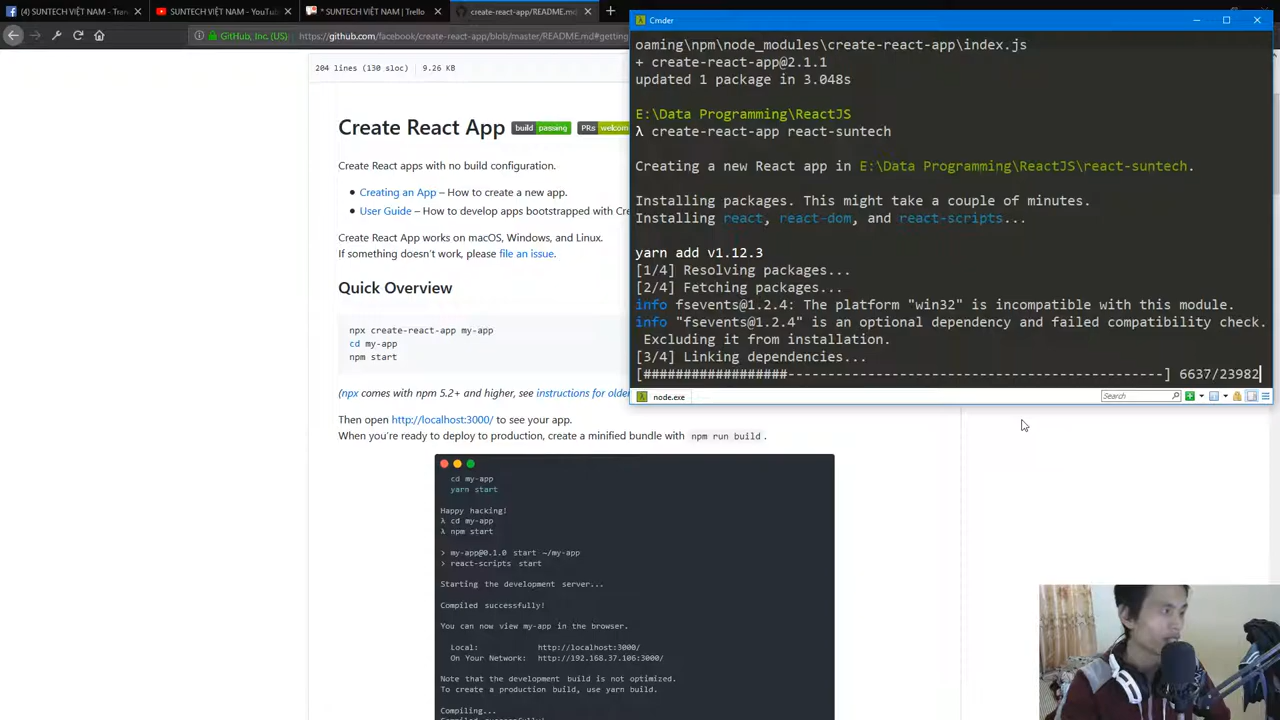 SUNTECH VIỆT NAM | Facebook
SUNTECH VIỆT NAM - YouTube
*** SUNTECH VIỆT NAM | Trello
create-react-app/README.md
GitHub, Inc. (US)
https://github.com/facebook/create-react-app/blob/master/README.md#getting
204 lines (130 sloc)
9.26 KB
Create React App
build passing
PRs welcom
Create React apps with no build configuration.
Creating an App – How to create a new app.
User Guide – How to develop apps bootstrapped with Cre
Create React App works on macOS, Windows, and Linux.
If something doesn't work, please file an issue.
Quick Overview
npx create-react-app my-app
cd my-app
npm start
(npx comes with npm 5.2+ and higher, see instructions for older
Then open http://localhost:3000/ to see your app.
When you're ready to deploy to production, create a minified bundle with npm run build.
cd my-app
yarn start
Happy hacking!
λ cd my-app
λ npm start
> my-app@0.1.0 start ~/my-app
> react-scripts start
Starting the development server...
Compiled successfully!
You can now view my-app in the browser.
Local: http://localhost:3000/
On Your Network: http://192.168.37.106:3000/
Note that the development build is not optimized.
To create a production build, use yarn build.
Compiling...
Compiled successfully!
Cmder
oaming\npm\node_modules\create-react-app\index.js
+ create-react-app@2.1.1
updated 1 package in 3.048s
E:\Data Programming\ReactJS
λ create-react-app react-suntech
Creating a new React app in E:\Data Programming\ReactJS\react-suntech.
Installing packages. This might take a couple of minutes.
Installing react, react-dom, and react-scripts...
yarn add v1.12.3
[1/4] Resolving packages...
[2/4] Fetching packages...
info fsevents@1.2.4: The platform "win32" is incompatible with this module.
info "fsevents@1.2.4" is an optional dependency and failed compatibility check.
Excluding it from installation.
[3/4] Linking dependencies...
[##################-----------------------------------------------] 6637/23982
node.exe
Search